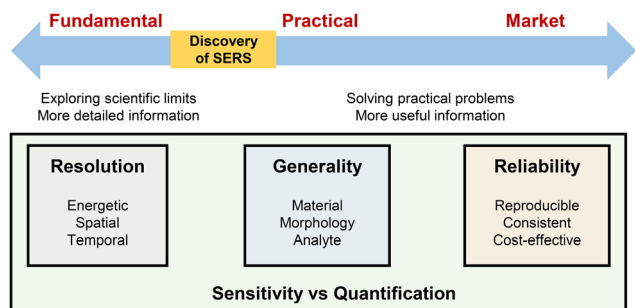 Fundamental Practical Market
Discovery
of SERS
Exploring scientific limits
More detailed information
Solving practical problems
More useful information
Resolution
Energetic
Spatial
Temporal
Generality
Material
Morphology
Analyte
Reliability
Reproducible
Consistent
Cost-effective
Sensitivity vs Quantification